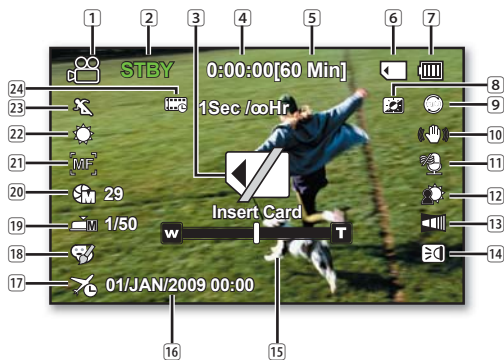 1 2 3 4 5 6 7
STBY 0:00:00[60 Min]
24 8
23 1Sec /∞Hr 9
22 10
21 MF 11
20 M 29 12
Insert Card
19 M 1/50 13
W T
18 14
17 01/JAN/2009 00:00
16 15